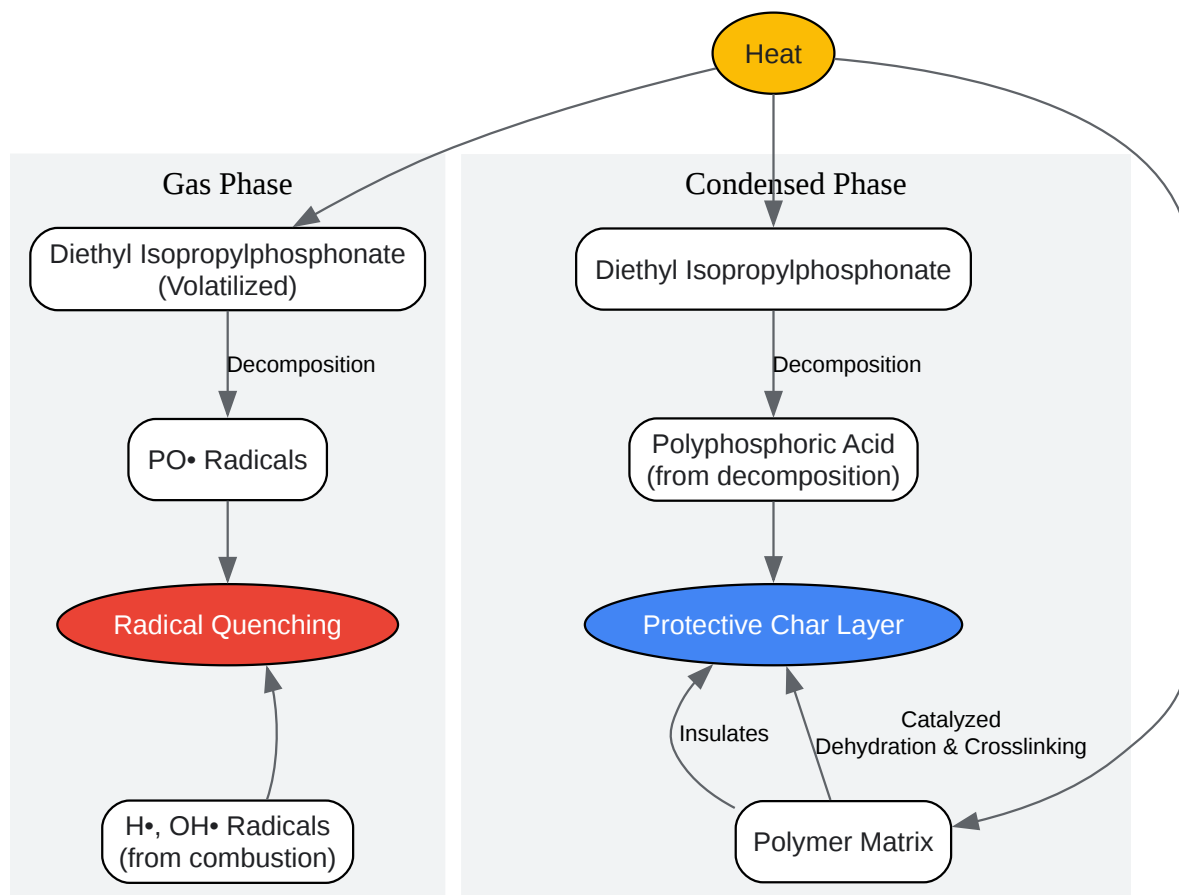 Heat
Gas Phase
Condensed Phase
Diethyl Isopropylphosphonate
(Volatilized)
Diethyl Isopropylphosphonate
Decomposition
Decomposition
PO• Radicals
Polyphosphoric Acid
(from decomposition)
Radical Quenching
Protective Char Layer
Insulates
Catalyzed
Dehydration & Crosslinking
H•, OH• Radicals
(from combustion)
Polymer Matrix